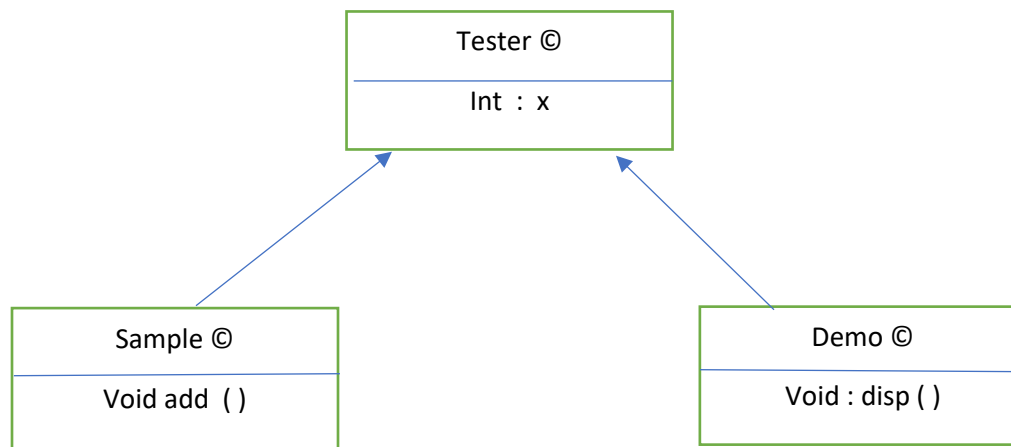 Tester ©
Int : x
Sample ©
Void add ( )
Demo ©
Void : disp ( )